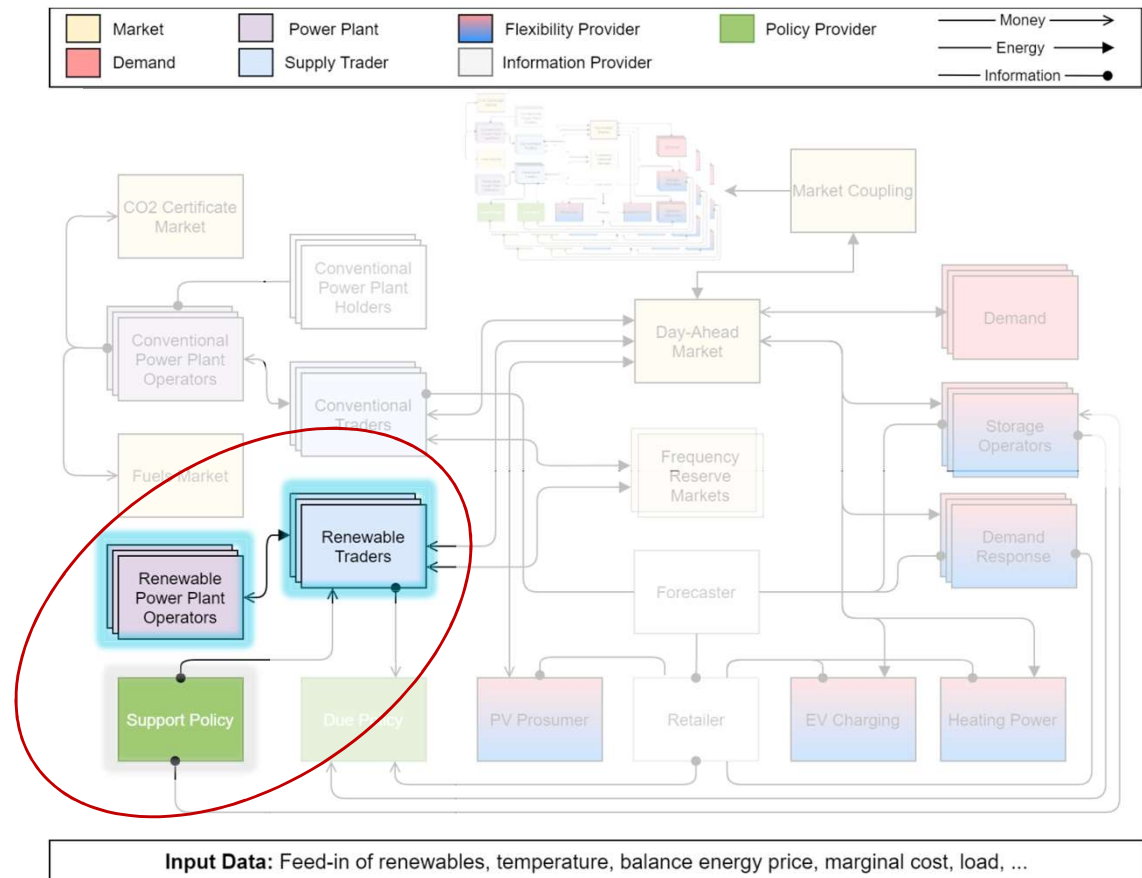 Market
Power Plant
Flexibility Provider
Policy Provider
Money
Energy
Information
Demand
Supply Trader
Information Provider
Market Coupling
CO2 Certificate
Market
Conventional
Power Plant
Holders
Conventional
Power Plant
Operators
Day-Ahead
Market
Demand
Conventional
Traders
Storage
Operators
Fuels Market
Frequency
Reserve
Markets
Renewable
Traders
Demand
Response
Renewable
Power Plant
Operators
Forecaster
Support Policy
Due Policy
PV Prosumer
Retailer
EV Charging
Heating Power
Input Data: Feed-in of renewables, temperature, balance energy price, marginal cost, load, ...